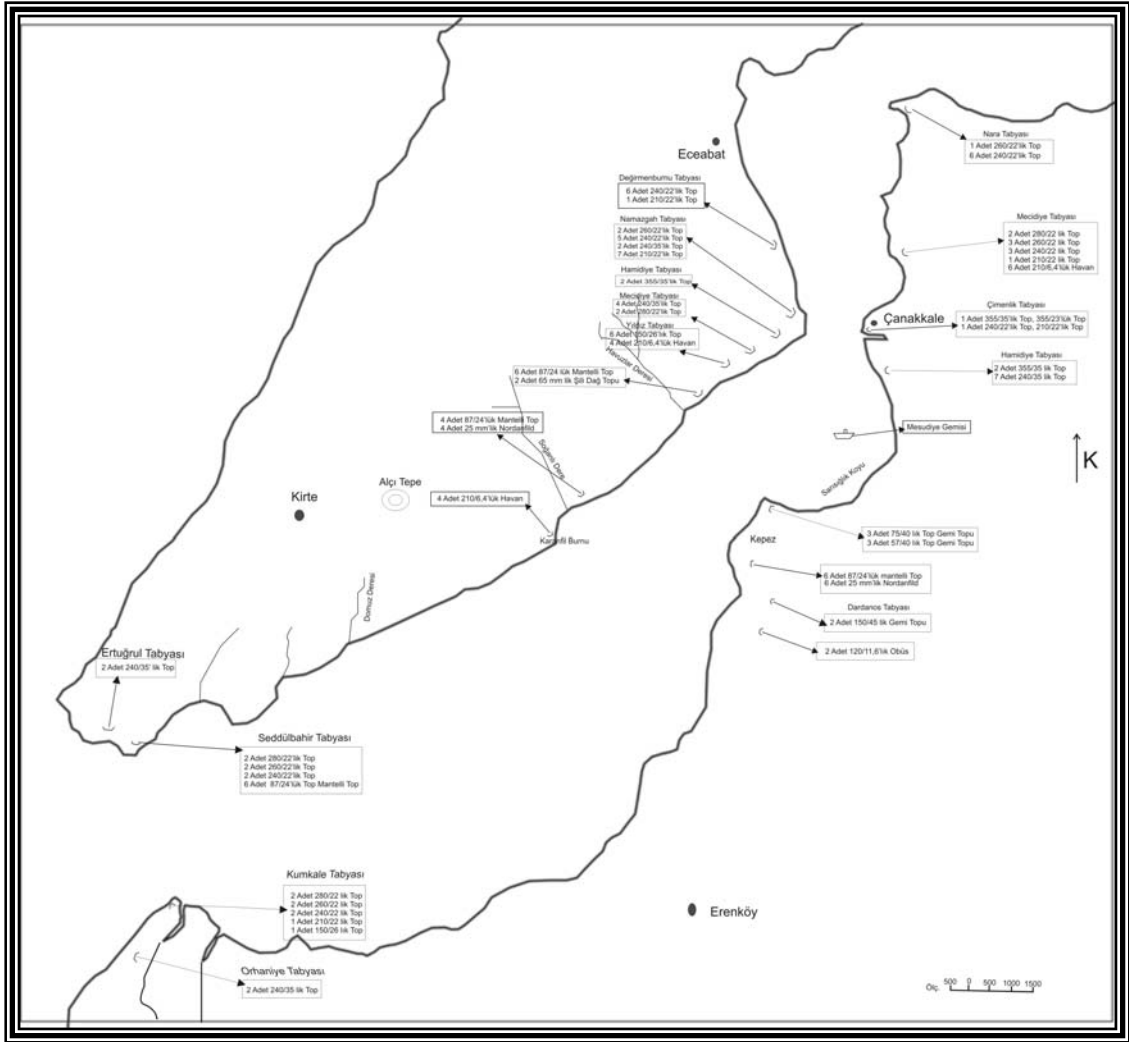 Nara Tabyası
1 Adet 260/22'lik Top
6 Adet 240/22'lik Top
Eceabat
Değirmenburnu Tabyası
6 Adet 240/22'lik Top
1 Adet 210/22'lik Top
Namazgah Tabyası
2 Adet 260/22'lik Top
5 Adet 240/22'lik Top
2 Adet 240/35'lik Top
7 Adet 210/22'lik Top
Mecidiye Tabyası
2 Adet 280/22 lik Top
3 Adet 260/22 lik Top
3 Adet 240/22 lik Top
1 Adet 210/22 lik Top
6 Adet 210/6,4'lük Havan
Hamidiye Tabyası
2 Adet 355/35'lik Top
Mecidiye Tabyası
4 Adet 240/35'lik Top
2 Adet 280/22'lik Top
Çanakkale
Çimenlik Tabyası
1 Adet 355/35'lik Top, 355/23'lük Top
1 Adet 240/22'lik Top, 210/22'lik Top
Yıldız Tabyası
6 Adet 150/26'lık Top
4 Adet 210/6,4'lük Havan
Havuzlar Deresi
Hamidiye Tabyası
2 Adet 355/35 lik Top
7 Adet 240/35 lik Top
6 Adet 87/24 lük Mantelli Top
2 Adet 65 mm lik Şili Dağ Topu
4 Adet 87/24'lük Mantelli Top
4 Adet 25 mm'lik Nordanfild
Soğanlı Dere
Mesudiye Gemisi
K
Sarısığlık Koyu
Alçı Tepe
Kirte
4 Adet 210/6,4'lük Havan
Karanfil Burnu
Kepez
3 Adet 75/40 lık Top Gemi Topu
3 Adet 57/40 lık Top Gemi Topu
6 Adet 87/24'lük mantelli Top
6 Adet 25 mm'lik Nordanfild
Domuz Deresi
Dardanos Tabyası
2 Adet 150/45 lik Gemi Topu
2 Adet 120/11,6'lık Obüs
Ertuğrul Tabyası
2 Adet 240/35' lik Top
Seddülbahir Tabyası
2 Adet 280/22'lik Top
2 Adet 260/22'lik Top
2 Adet 240/22'lik Top
6 Adet 87/24'lük Top Mantelli Top
Kumkale Tabyası
2 Adet 280/22 lik Top
2 Adet 260/22 lik Top
2 Adet 240/22 lik Top
1 Adet 210/22 lik Top
1 Adet 150/26 lık Top
Erenköy
Orhaniye Tabyası
2 Adet 240/35 lik Top
Ölç. 500 0 500 1000 1500